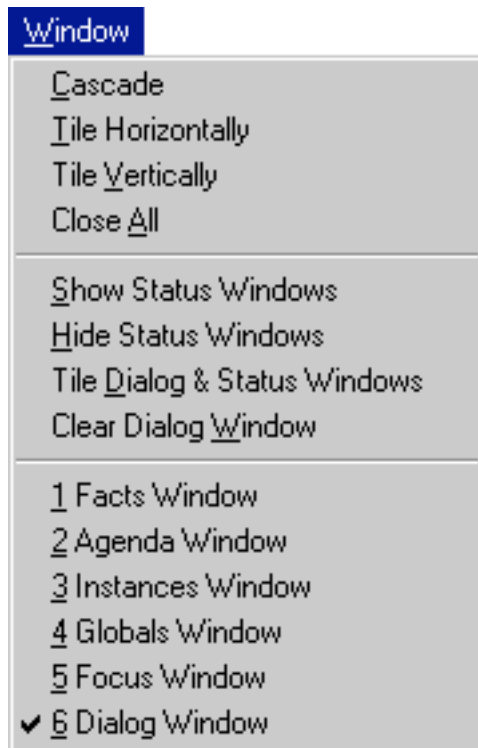 Window
Cascade
Tile Horizontally
Tile Vertically
Close All
Show Status Windows
Hide Status Windows
Tile Dialog & Status Windows
Clear Dialog Window
1 Facts Window
2 Agenda Window
3 Instances Window
4 Globals Window
5 Focus Window
6 Dialog Window